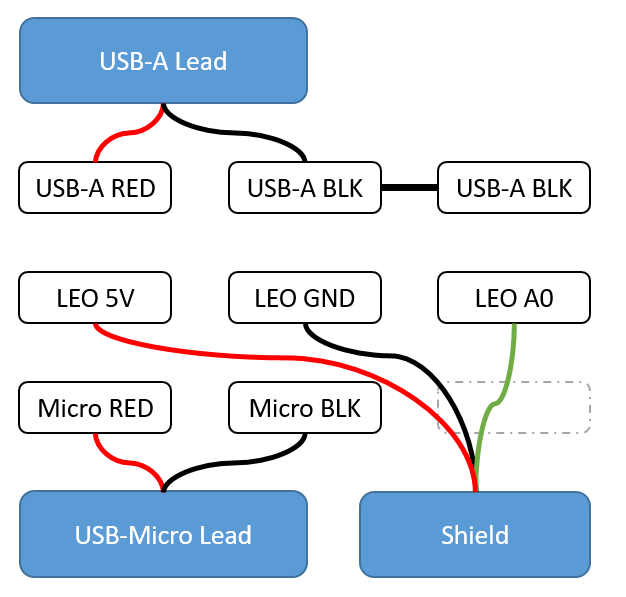 USB-A Lead
USB-A RED
USB-A BLK
USB-A BLK
LEO 5V
LEO GND
LEO A0
Micro RED
Micro BLK
USB-Micro Lead
Shield